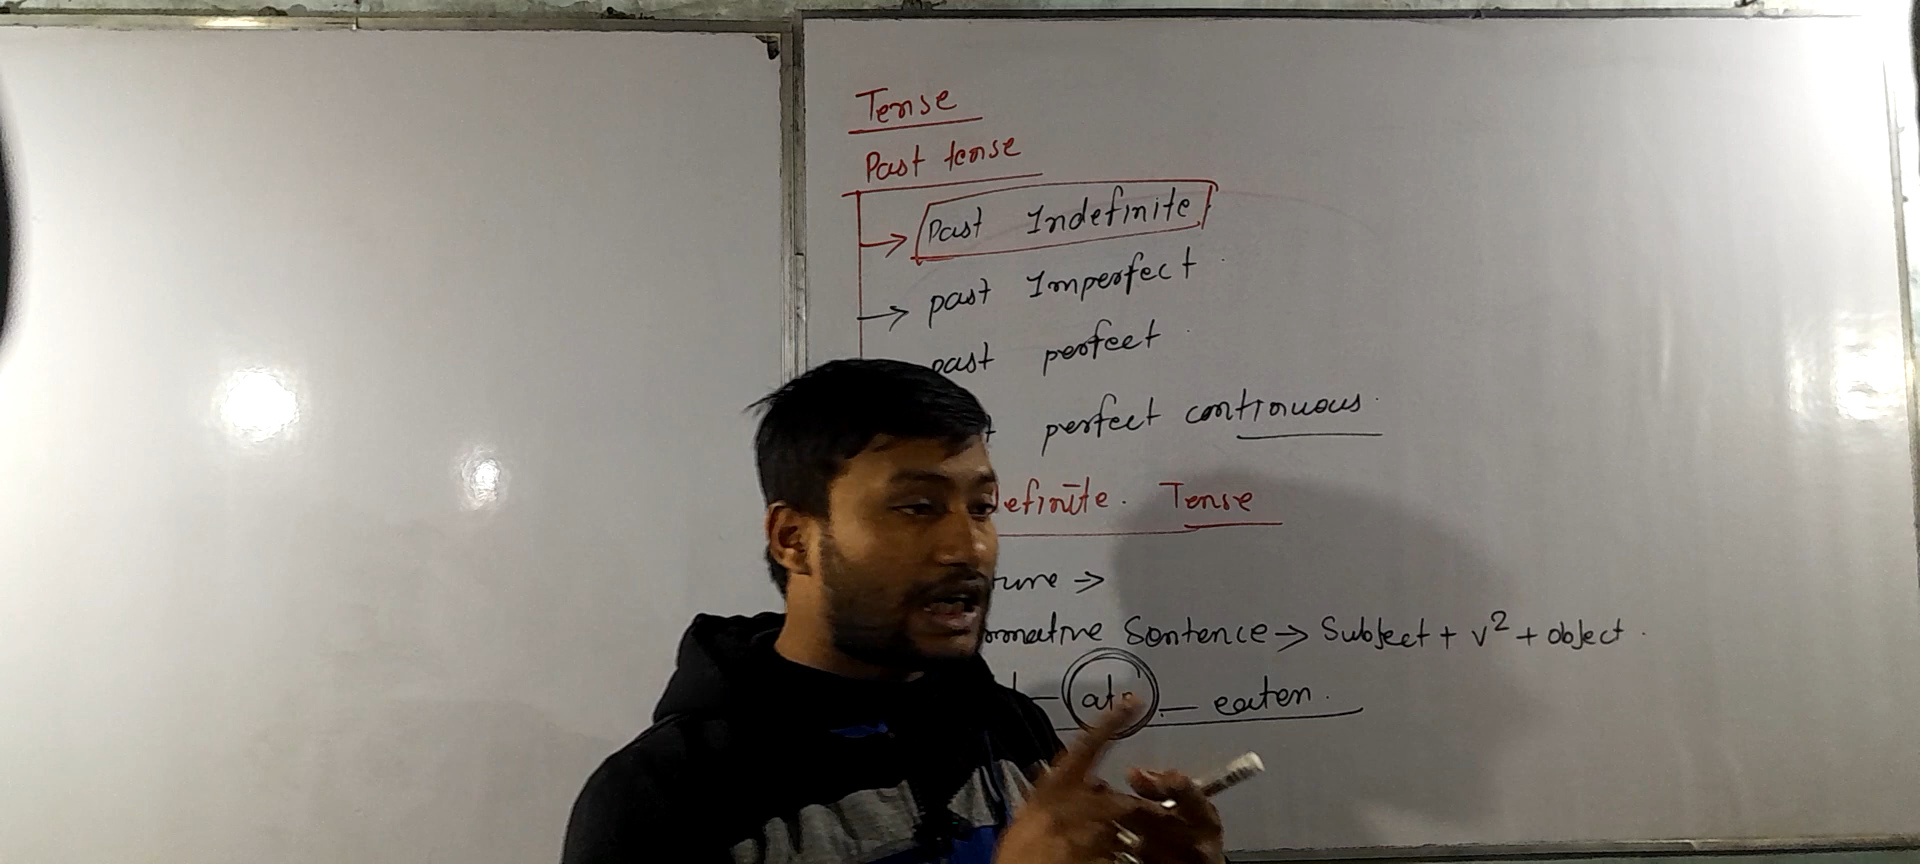 Tense
Past tense
→ Past Indefinite
→ past Imperfect
past perfect
perfect continuous.
Tense
Sentence → Subject + v² + object.
— eaten.